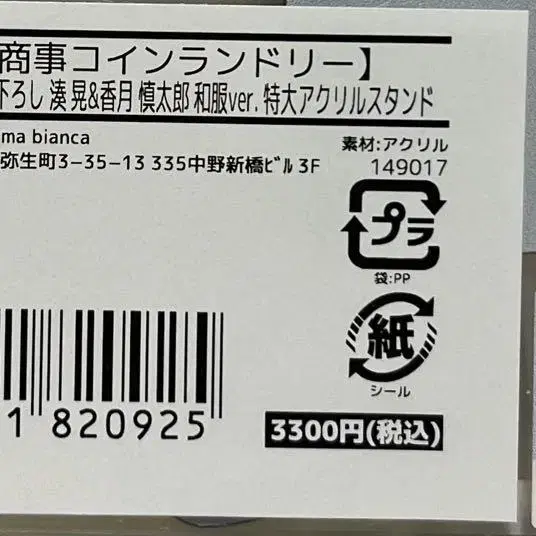 商事コインランドリー】
下ろし 湊 晃&香月 慎太郎 和服ver. 特大アクリルスタンド
ma bianca
弥生町3−35−13 335中野新橋ﾋﾞﾙ 3F
素材:アクリル
149017
プラ
袋:PP
紙
シール
1 820925
3300円(税込)